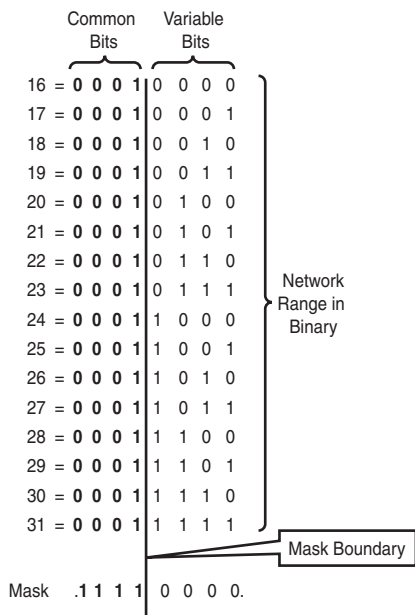 Common Bits
Variable Bits
16 = 0 0 0 1 0 0 0 0
17 = 0 0 0 1 0 0 0 1
18 = 0 0 0 1 0 0 1 0
19 = 0 0 0 1 0 0 1 1
20 = 0 0 0 1 0 1 0 0
21 = 0 0 0 1 0 1 0 1
22 = 0 0 0 1 0 1 1 0
23 = 0 0 0 1 0 1 1 1
24 = 0 0 0 1 1 0 0 0
25 = 0 0 0 1 1 0 0 1
26 = 0 0 0 1 1 0 1 0
27 = 0 0 0 1 1 0 1 1
28 = 0 0 0 1 1 1 0 0
29 = 0 0 0 1 1 1 0 1
30 = 0 0 0 1 1 1 1 0
31 = 0 0 0 1 1 1 1 1
Network
Range in
Binary
Mask Boundary
Mask .1 1 1 1 0 0 0 0.